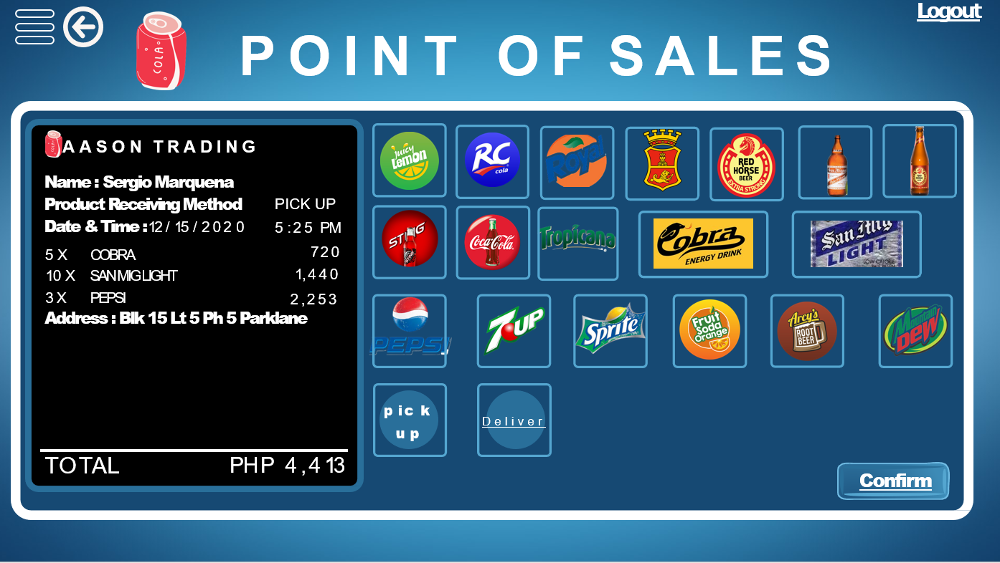 Logout
COLA
POINT OF SALES
AASON TRADING
Name : Sergio Marquena
Product Receiving Method PICK UP
Date & Time : 12/15/2020 5:25 PM
5 X COBRA 720
10 X SAN MIG LIGHT 1,440
3 X PEPSI 2,253
Address : Blk 15 Lt 5 Ph 5 Parklane
TOTAL PHP 4,413
Juicy Lemon
RC cola
Royal
RED HORSE BEER EXTRA STRONG
STING
Coca-Cola
Tropicana
Cobra ENERGY DRINK
San Mig LIGHT
PEPSI
7UP
Sprite
Fruit Soda Orange
Arcy's ROOT BEER
Mountain DEW
pick up
Deliver
Confirm